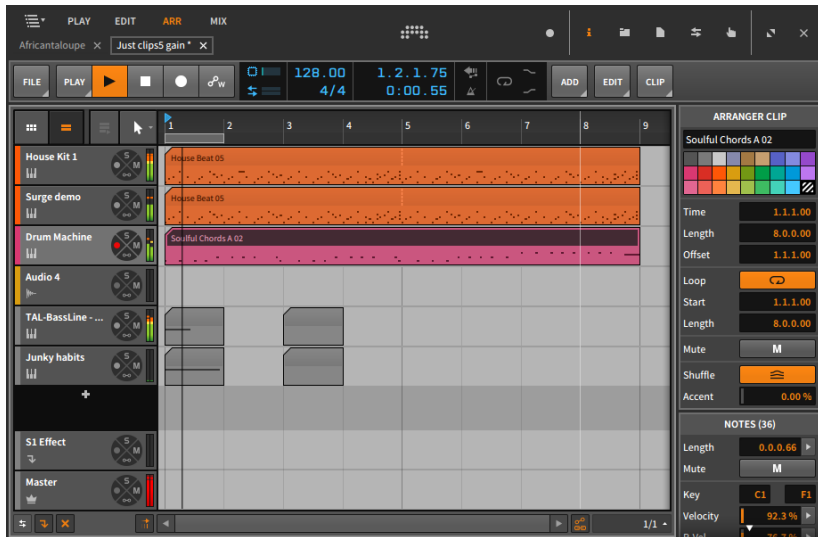 PLAY EDIT ARR MIX
Africantaloupe Just clips5 gain *
FILE PLAY W 128.00 1.2.1.75 ADD EDIT CLIP
4/4 0:00.55
1 2 3 4 5 6 7 8 9
House Kit 1 S M House Beat 05
Surge demo S M House Beat 05
Drum Machine S M Soulful Chords A 02
Audio 4 S M
TAL-BassLine - ... S M
Junky habits S M
S1 Effect S M
Master S M
1/1
ARRANGER CLIP
Soulful Chords A 02
Time 1.1.1.00
Length 8.0.0.00
Offset 1.1.1.00
Loop
Start 1.1.1.00
Length 8.0.0.00
Mute M
Shuffle
Accent 0.00 %
NOTES (36)
Length 0.0.0.66
Mute M
Key C1 F1
Velocity 92.3 %